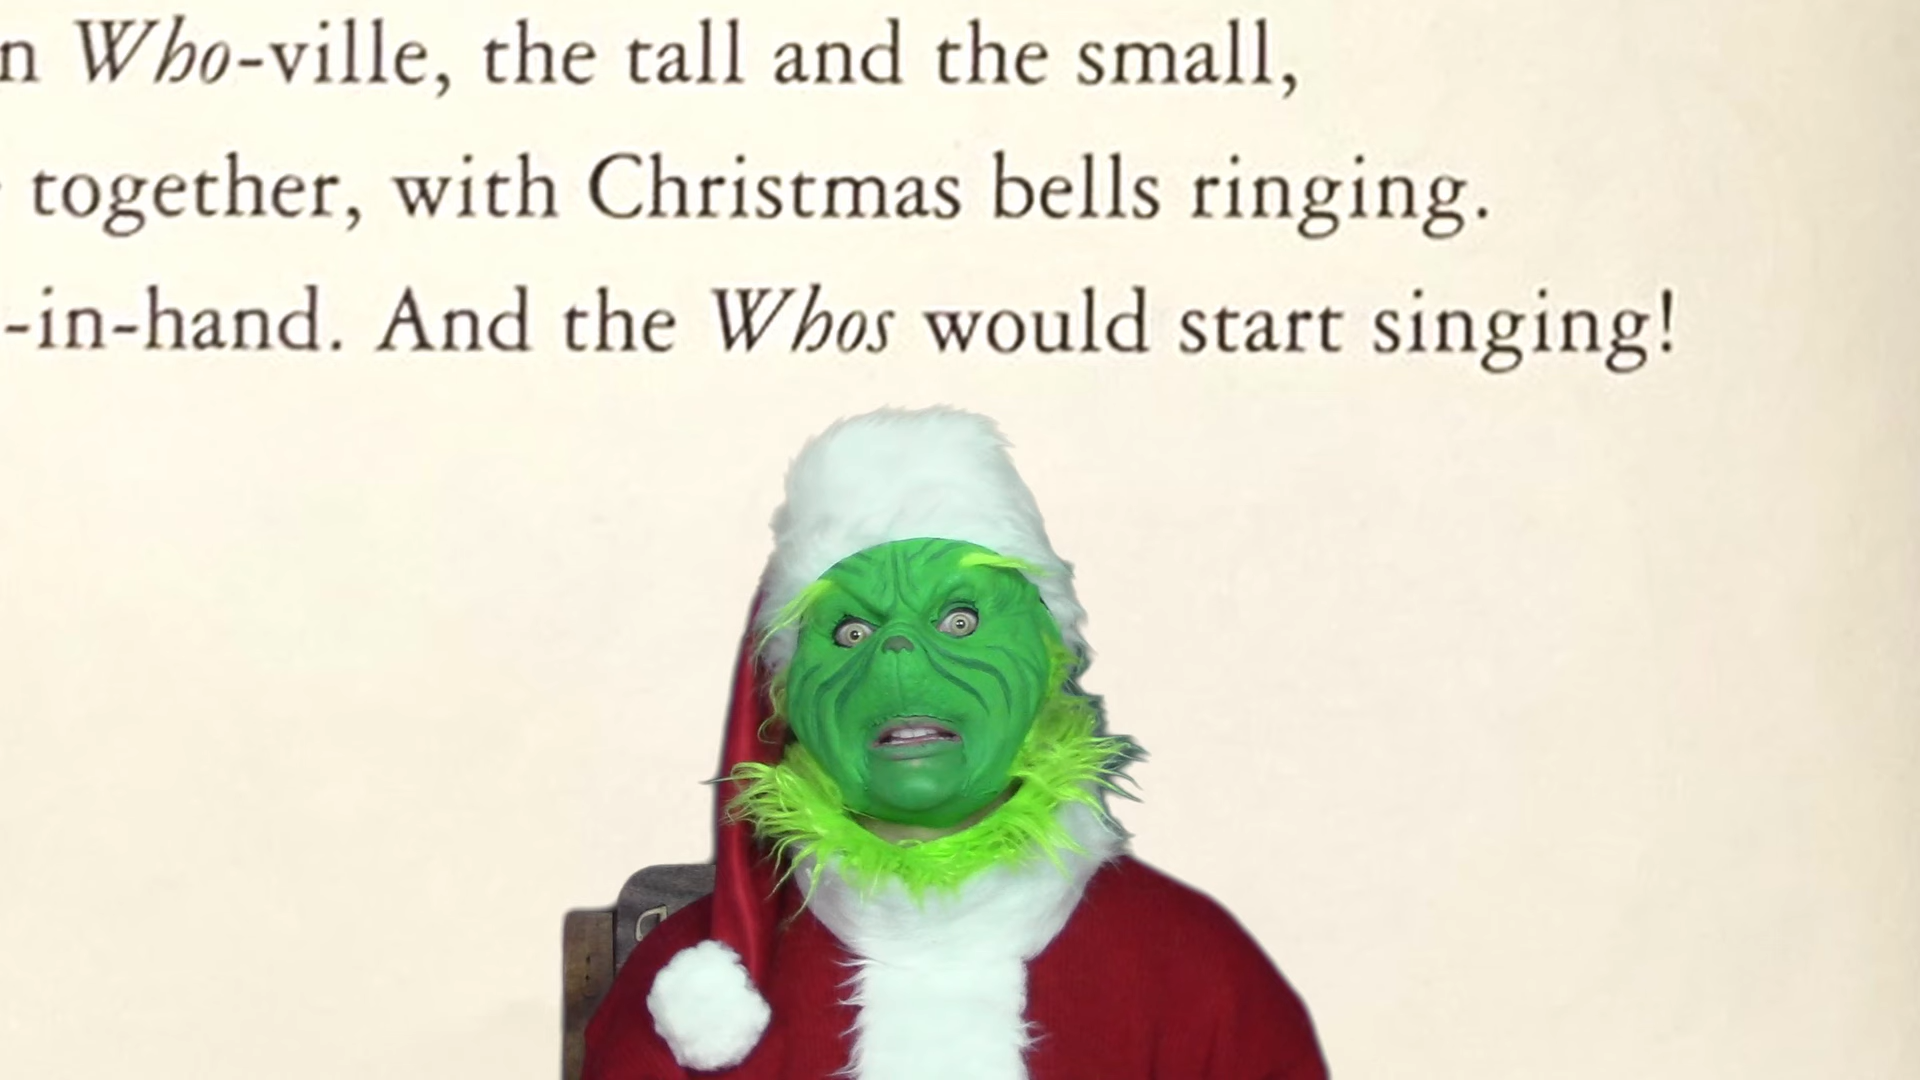 n Who-ville, the tall and the small,
together, with Christmas bells ringing.
-in-hand. And the Whos would start singing!